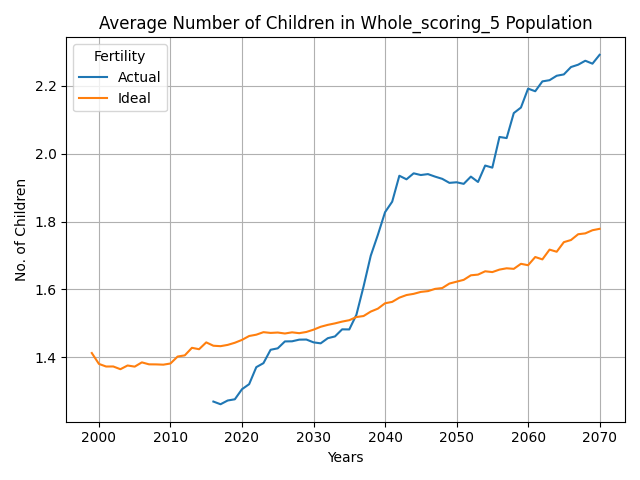 Average Number of Children in Whole_scoring_5 Population
Fertility
Actual
Ideal
No. of Children
2.2
2.0
1.8
1.6
1.4
2000 2010 2020 2030 2040 2050 2060 2070
Years